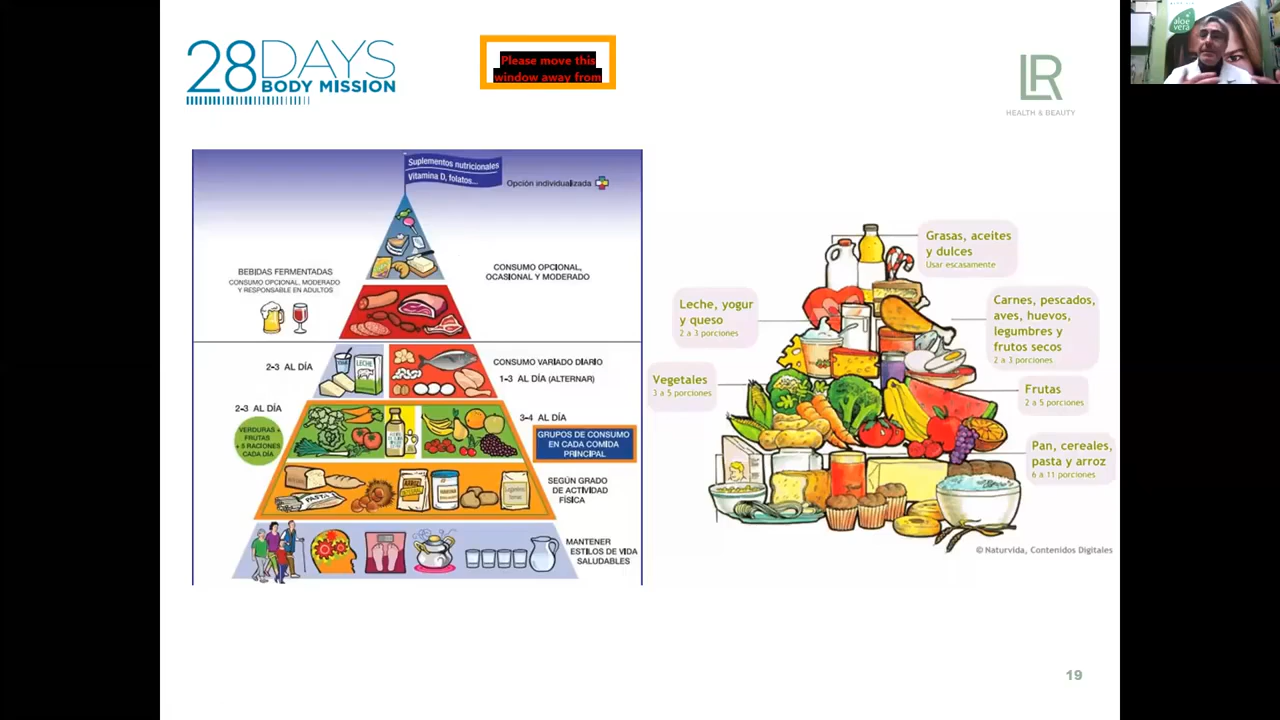 28DAYS
BODY MISSION
Please move this
window away from
LR
HEALTH & BEAUTY
aloe
vera
Suplementos nutricionales
Vitamina D, folatos...
Opción individualizada
BEBIDAS FERMENTADAS
CONSUMO OPCIONAL, MODERADO
Y RESPONSABLE EN ADULTOS
CONSUMO OPCIONAL,
OCASIONAL Y MODERADO
2-3 AL DÍA
LECHE
CONSUMO VARIADO DIARIO
1-3 AL DÍA (ALTERNAR)
2-3 AL DÍA
VERDURAS +
FRUTAS
+ 5 RACIONES
CADA DÍA
3-4 AL DÍA
GRUPOS DE CONSUMO
EN CADA COMIDA
PRINCIPAL
PASTA
SEGÚN GRADO
DE ACTIVIDAD
FÍSICA
MANTENER
ESTILOS DE VIDA
SALUDABLES
Grasas, aceites
y dulces
Usar escasamente
Leche, yogur
y queso
2 a 3 porciones
Carnes, pescados,
aves, huevos,
legumbres y
frutos secos
2 a 3 porciones
Vegetales
3 a 5 porciones
Frutas
2 a 5 porciones
Pan, cereales,
pasta y arroz
6 a 11 porciones
© Naturvida, Contenidos Digitales
19